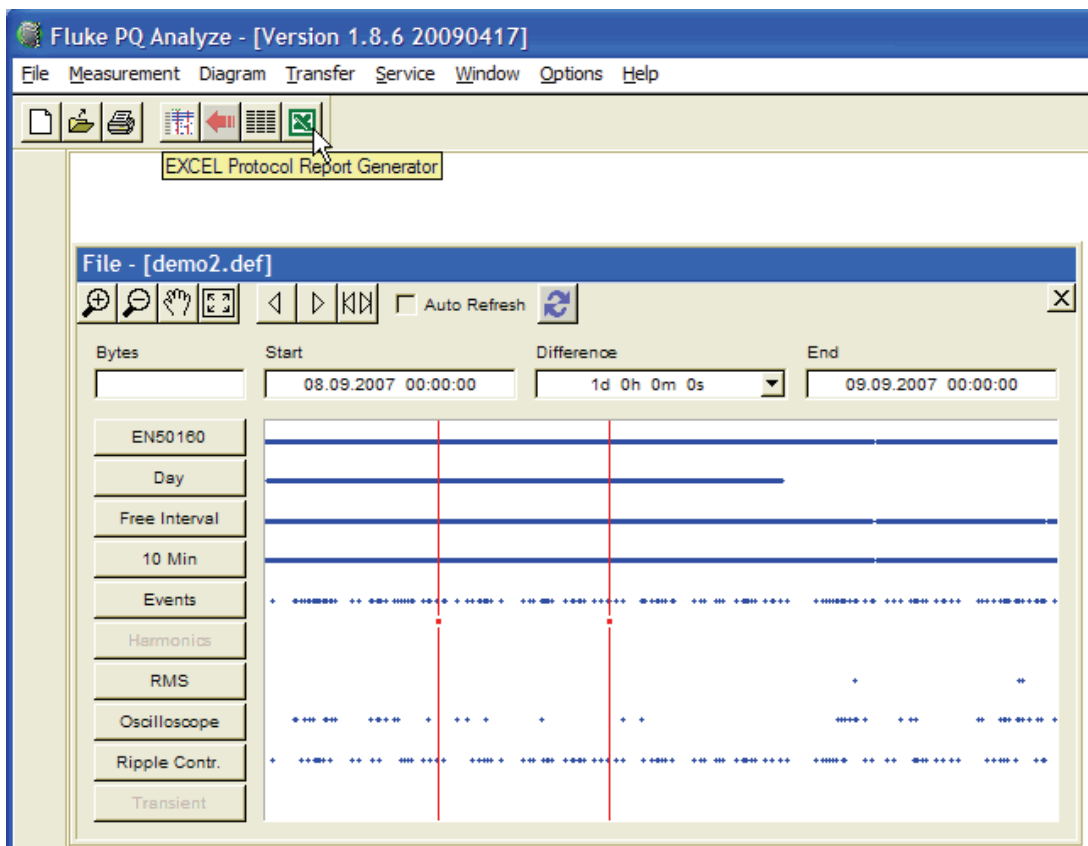 Fluke PQ Analyze - [Version 1.8.6 20090417]
File Measurement Diagram Transfer Service Window Options Help
EXCEL Protocol Report Generator
File - [demo2.def]
Auto Refresh
Bytes Start Difference End
08.09.2007 00:00:00 1d 0h 0m 0s 09.09.2007 00:00:00
EN50160
Day
Free Interval
10 Min
Events
Harmonics
RMS
Oscilloscope
Ripple Contr.
Transient